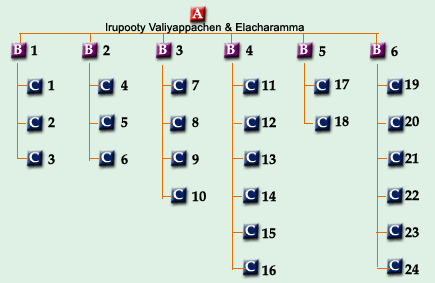 A
Irupooty Valiyappachen & Elacharamma
B 1 B 2 B 3 B 4 B 5 B 6
C 1 C 4 C 7 C 11 C 17 C 19
C 2 C 5 C 8 C 12 C 18 C 20
C 3 C 6 C 9 C 13 C 21
C 10 C 14 C 22
C 15 C 23
C 16 C 24